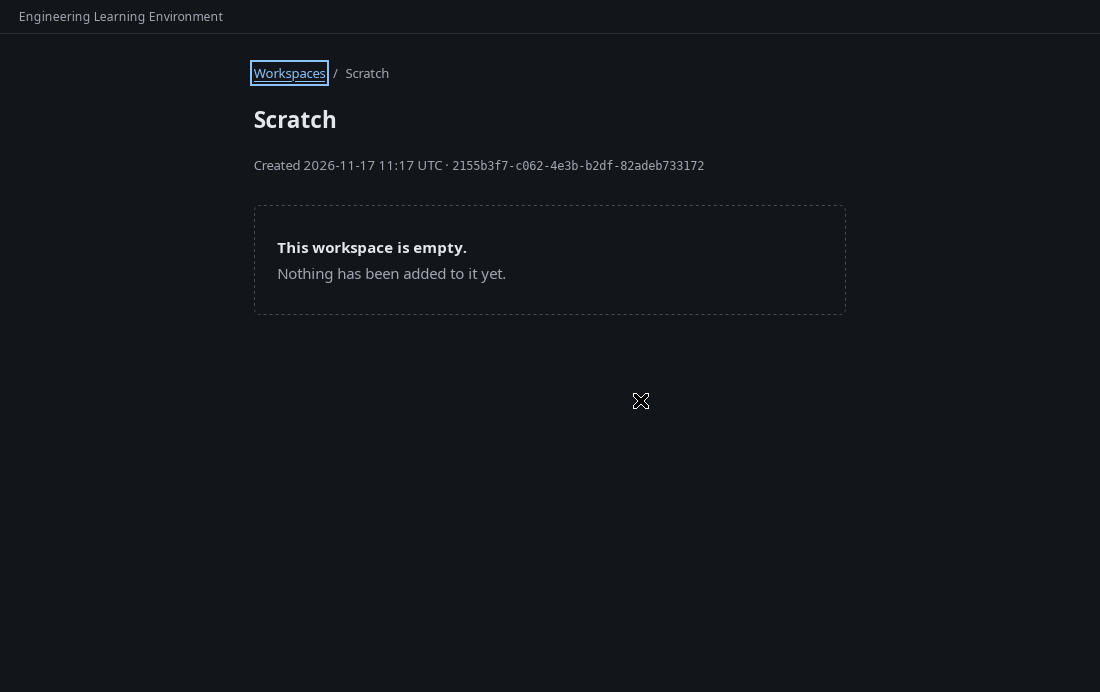 Engineering Learning Environment
Workspaces / Scratch
Scratch
Created 2026-11-17 11:17 UTC · 2155b3f7-c062-4e3b-b2df-82adeb733172
This workspace is empty.
Nothing has been added to it yet.